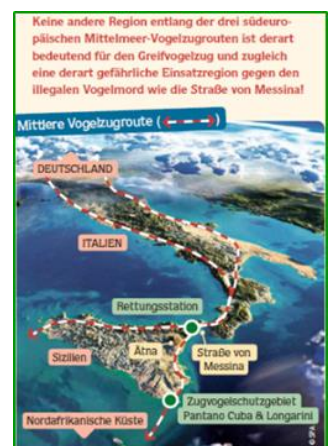 Keine andere Region entlang der drei südeuro-
päischen Mittelmeer-Vogelzugrouten ist derart
bedeutend für den Greifvogelzug und zugleich
eine derart gefährliche Einsatzregion gegen den
illegalen Vogelmord wie die Straße von Messina!
Mittlere Vogelzugroute ( )
DEUTSCHLAND
ITALIEN
Rettungsstation
Ätna
Straße von
Messina
Sizilien
Zugvogelschutzgebiet
Pantano Cuba & Longarini
Nordafrikanische Küste